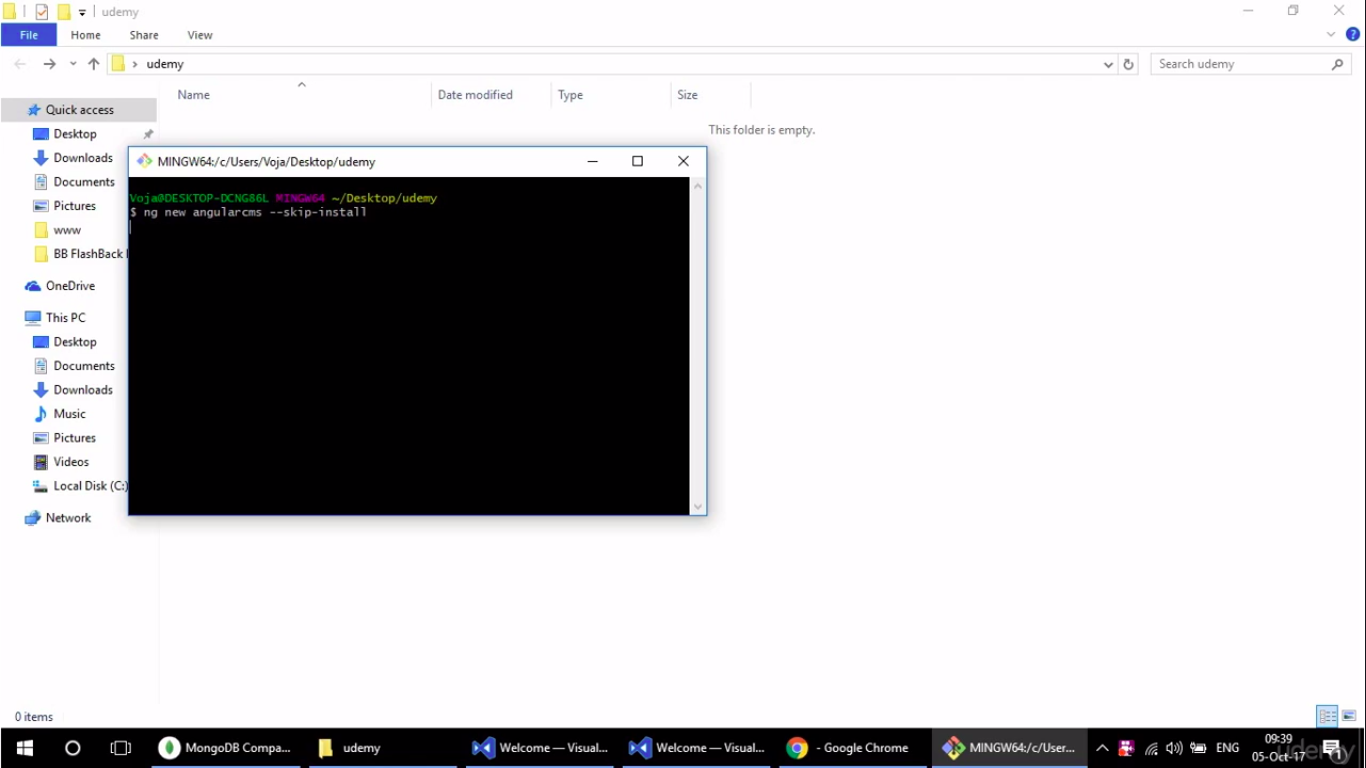 udemy
File Home Share View
udemy
Search udemy
Name Date modified Type Size
This folder is empty.
Quick access
Desktop
Downloads
Documents
Pictures
www
BB FlashBack
OneDrive
This PC
Desktop
Documents
Downloads
Music
Pictures
Videos
Local Disk (C:)
Network
MINGW64:/c/Users/Voja/Desktop/udemy
Voja@DESKTOP-DCNG86L MINGW64 ~/Desktop/udemy
$ ng new angularcms --skip-install
0 items
MongoDB Compa...
udemy
Welcome — Visual...
Welcome — Visual...
- Google Chrome
MINGW64:/c/User...
ENG
09:39
05-Oct-17
1
udemy